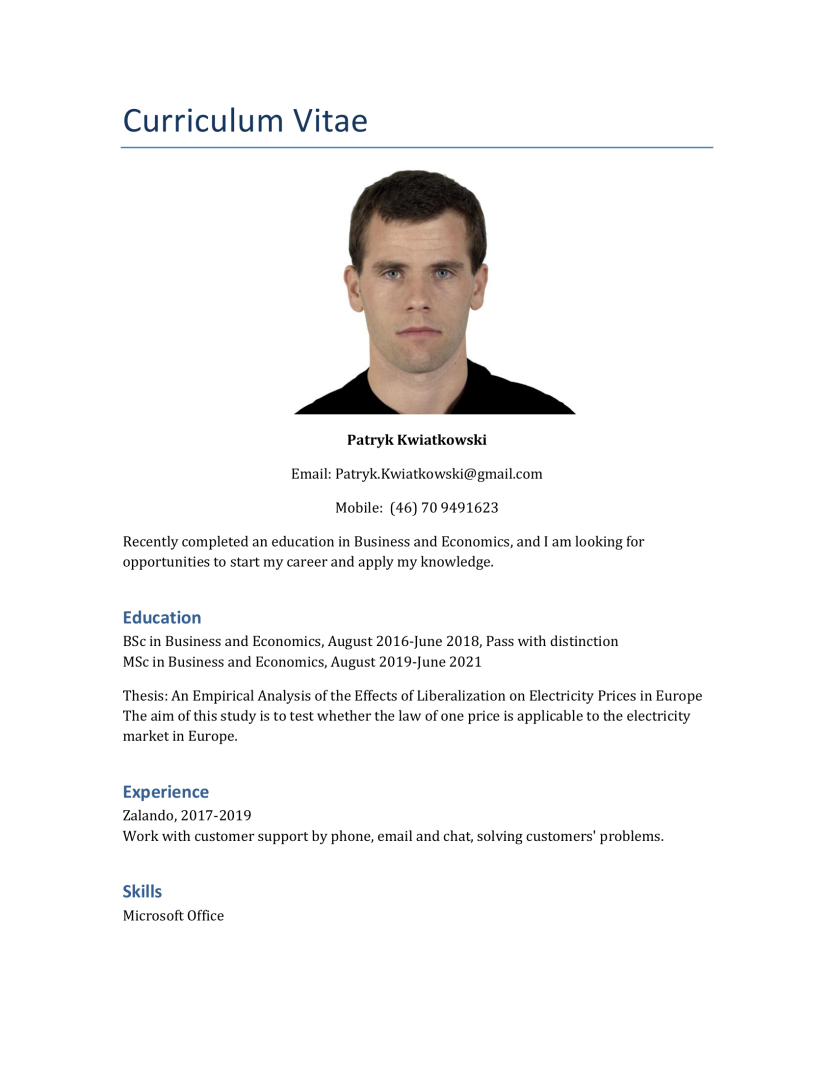 Curriculum Vitae
Patryk Kwiatkowski
Email: Patryk.Kwiatkowski@gmail.com
Mobile:  (46) 70 9491623
Recently completed an education in Business and Economics, and I am looking for
opportunities to start my career and apply my knowledge.
Education
BSc in Business and Economics, August 2016-June 2018, Pass with distinction
MSc in Business and Economics, August 2019-June 2021
Thesis: An Empirical Analysis of the Effects of Liberalization on Electricity Prices in Europe
The aim of this study is to test whether the law of one price is applicable to the electricity
market in Europe.
Experience
Zalando, 2017-2019
Work with customer support by phone, email and chat, solving customers' problems.
Skills
Microsoft Office